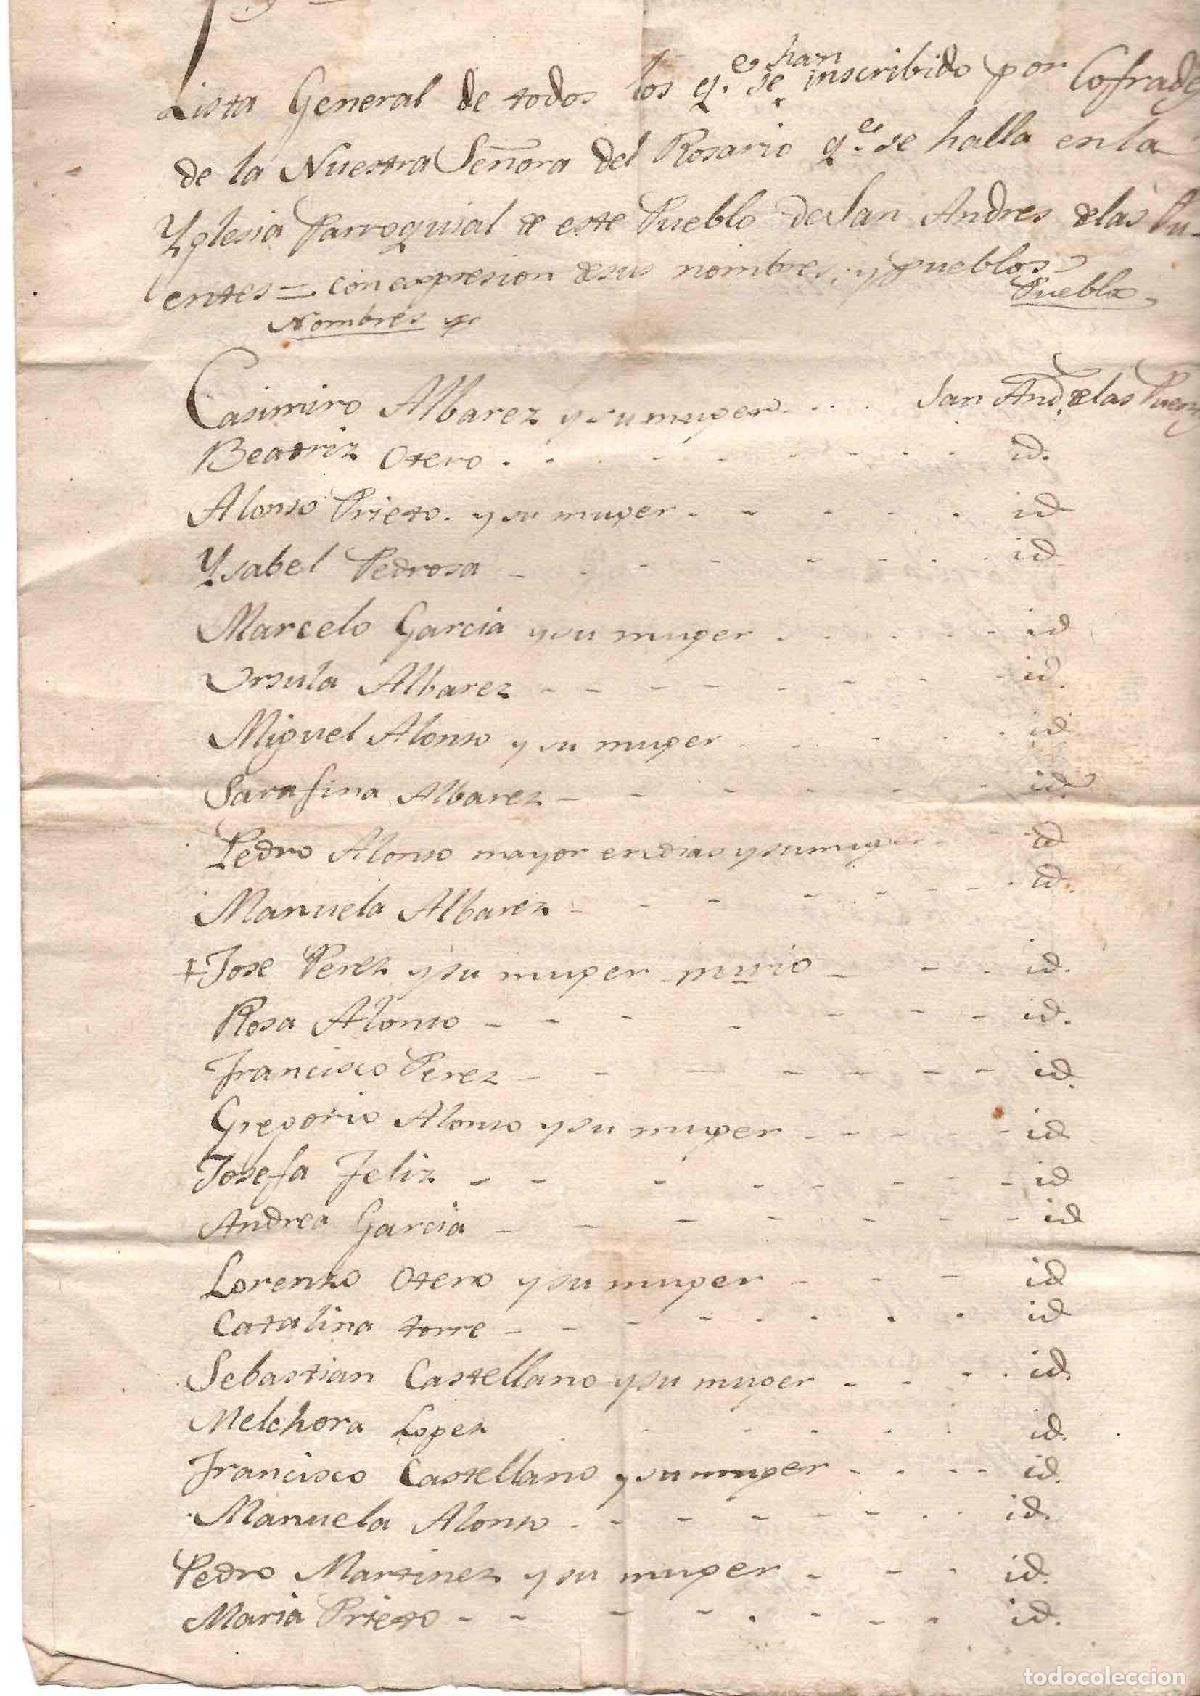 Lista General de todos los q.e se han inscribido por Cofrades
de la Nuestra Señora del Rosario q.e se halla en la
Yglesia Parroquial de este Pueblo de San Andres de las Pu-
entes = con expresion de sus nombres, y pueblos
Nombres Pueblo
Casimiro Albarez y su muger . . . . San And. de las Puen
Beatriz Otero . . . . . . . . . id.
Alonso Prieto. y su muger . - - - . id
Ysabel Pedrosa - - - - - - - id
Marcelo Garcia y su muger . . . . . id
Orsula Albarez - - - - - - - - id.
Miguel Alonso y su muger . . . . . id
Sarafina Albarez - - - - - - id.
Pedro Alonso mayor en dias y su muger - id
Manuela Albarez - - - - - - - id.
+ Jose Perez y su muger murio - - . id.
Rosa Alonso - - - - - - - id.
Francisco Perez - - - - - - - id.
Gregorio Alonso y su muger . - - - id
Josefa Feliz - - - - - - - id
Andrea Garcia - - - - - - - - id
Lorenzo Otero y su muger - - - id
Catalina torre - - - - - . . . . id
Sebastian Castellano y su muger - . . . id
Melchora Lopez . . . . . . id.
Francisco Castellano y su muger . . . . id.
Manuela Alonso . - - - - - . . id.
Pedro Martinez y su muger . - - . id.
Maria Prieto - - - - . - - - id.
todocoleccion